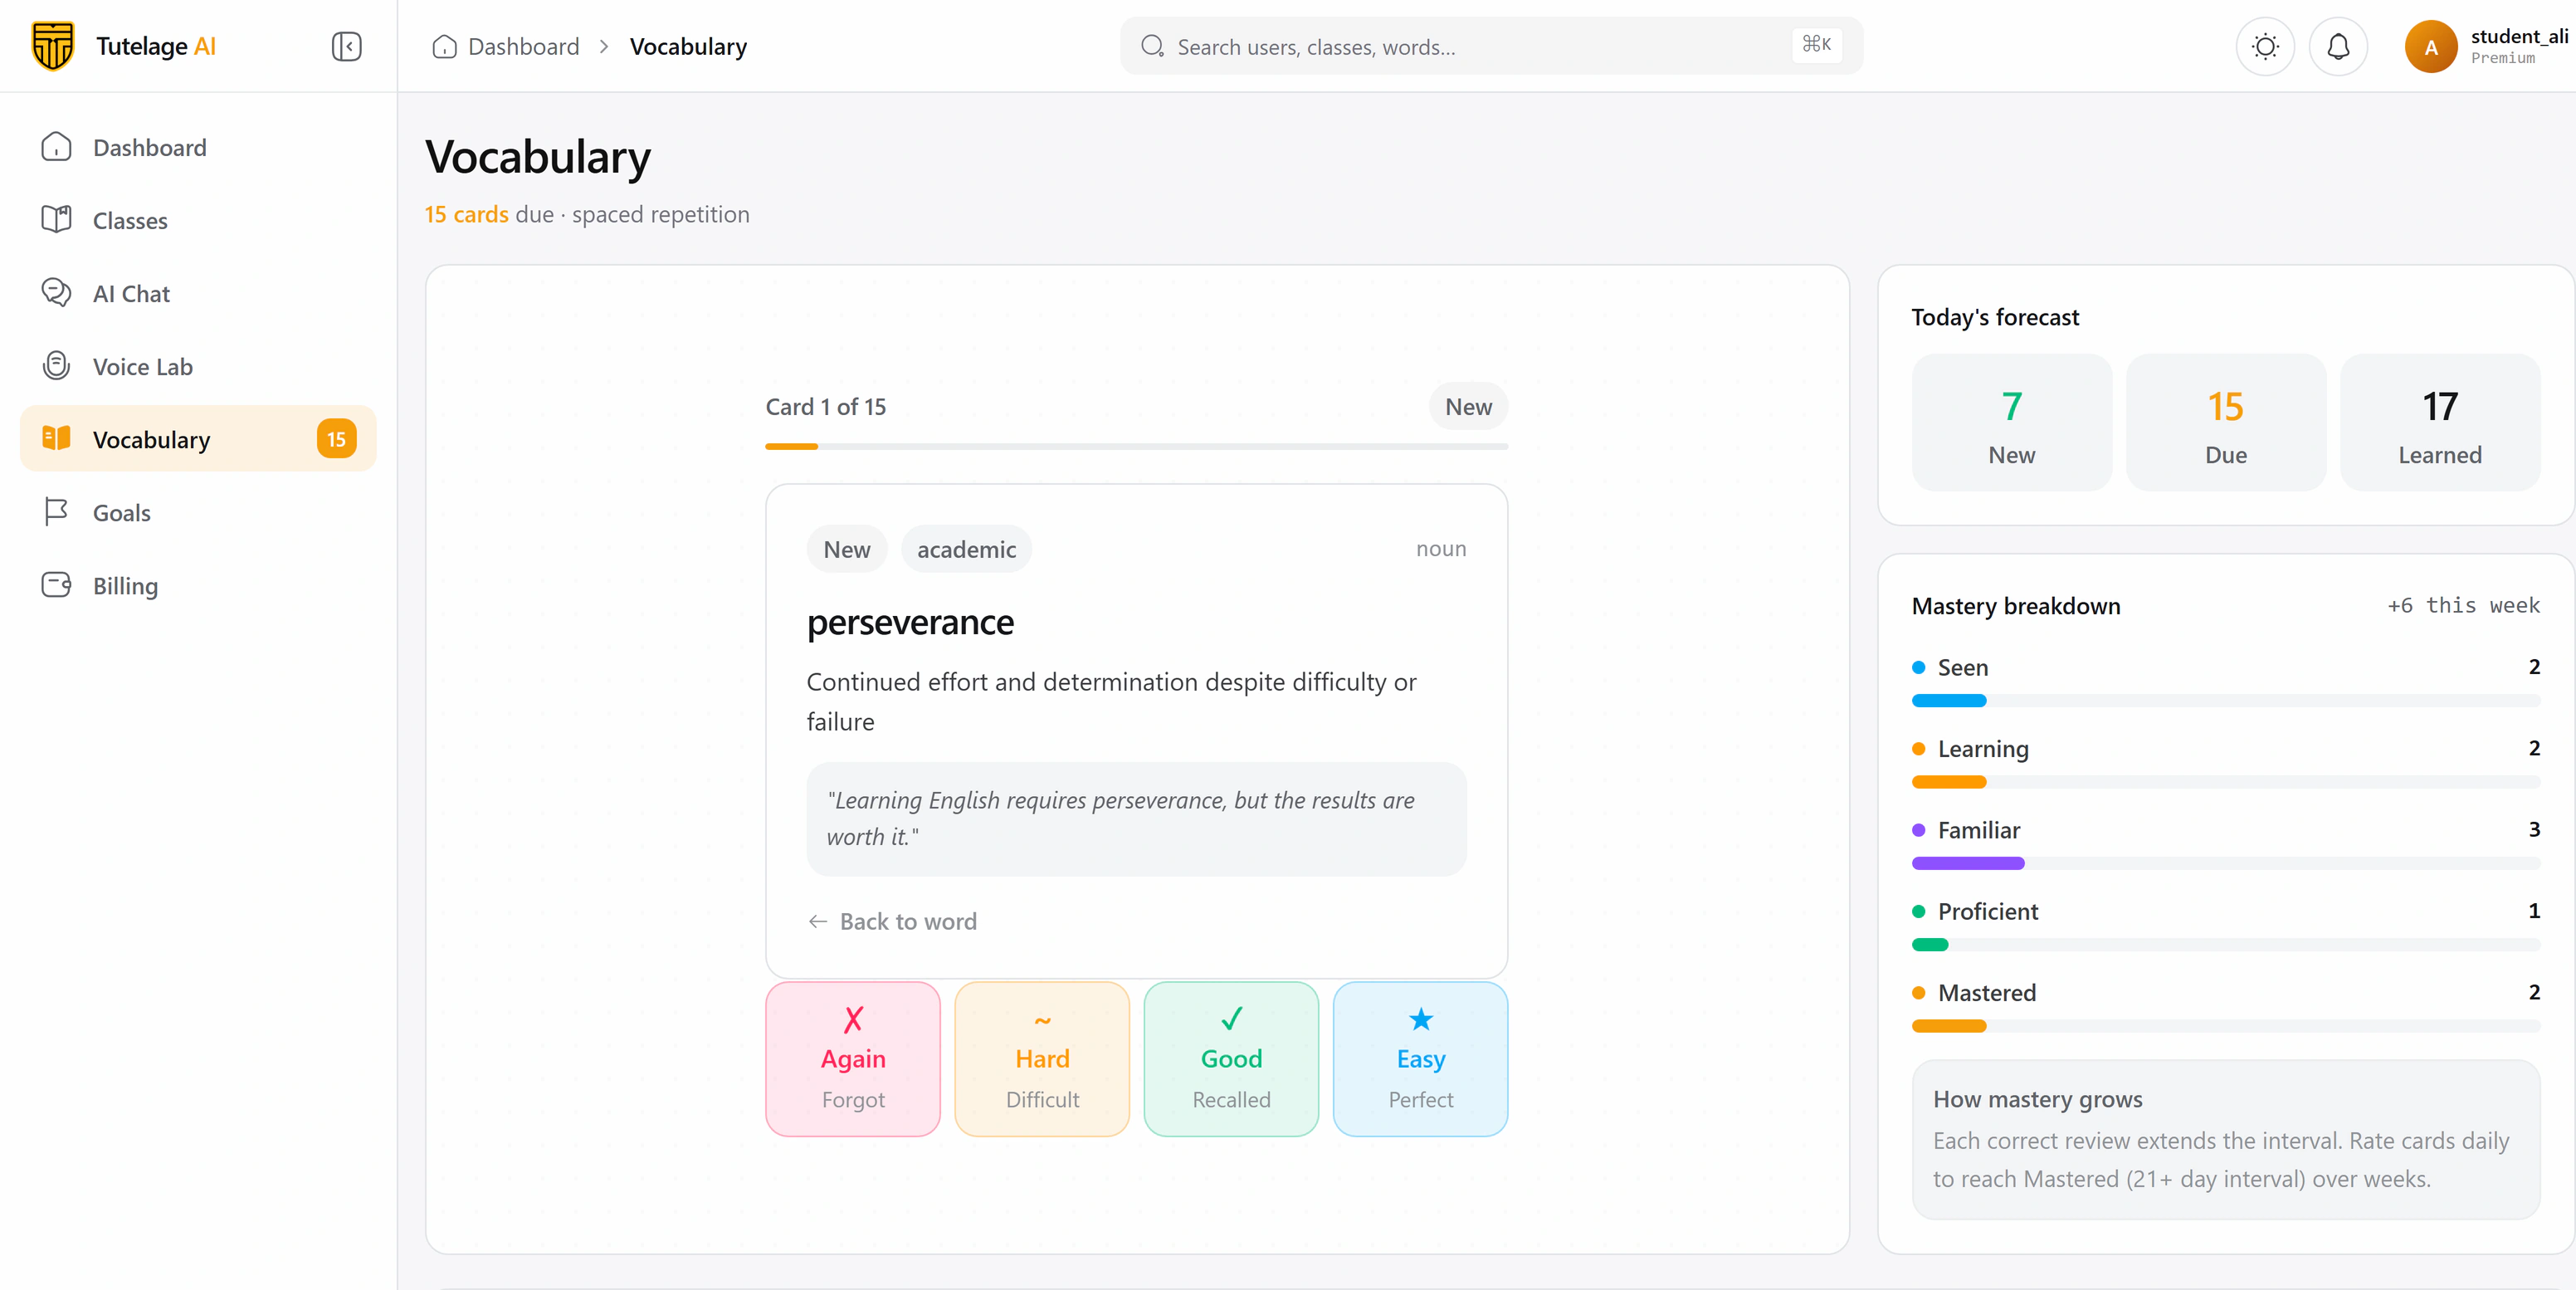 Tutelage AI
Dashboard
Classes
AI Chat
Voice Lab
Vocabulary 15
Goals
Billing
Dashboard > Vocabulary
Search users, classes, words... ⌘K
A student_ali
Premium
Vocabulary
15 cards due · spaced repetition
Card 1 of 15 New
New academic noun
perseverance
Continued effort and determination despite difficulty or
failure
"Learning English requires perseverance, but the results are
worth it."
← Back to word
✗ Again
Forgot
~ Hard
Difficult
✓ Good
Recalled
★ Easy
Perfect
Today's forecast
7 New
15 Due
17 Learned
Mastery breakdown +6 this week
Seen 2
Learning 2
Familiar 3
Proficient 1
Mastered 2
How mastery grows
Each correct review extends the interval. Rate cards daily
to reach Mastered (21+ day interval) over weeks.